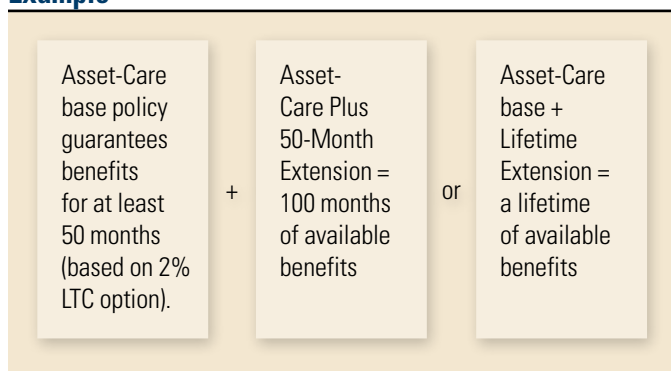 Example
Asset-Care
base policy
guarantees
benefits
for at least
50 months
(based on 2%
LTC option).
+
Asset-
Care Plus
50-Month
Extension =
100 months
of available
benefits
or
Asset-Care
base +
Lifetime
Extension =
a lifetime
of available
benefits